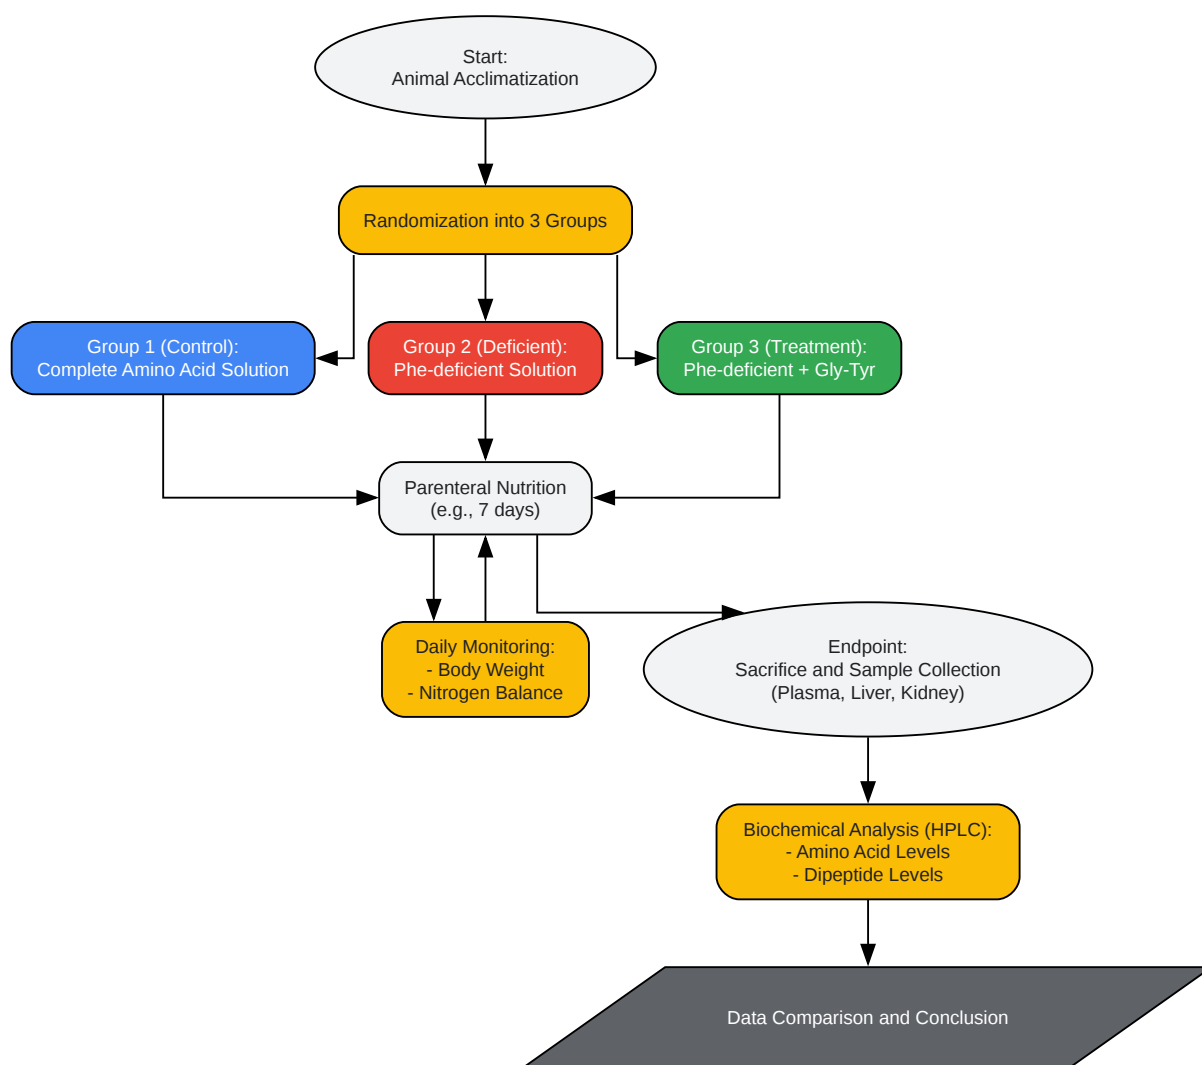 Start:
Animal Acclimatization
Randomization into 3 Groups
Group 1 (Control):
Complete Amino Acid Solution
Group 2 (Deficient):
Phe-deficient Solution
Group 3 (Treatment):
Phe-deficient + Gly-Tyr
Parenteral Nutrition
(e.g., 7 days)
Daily Monitoring:
- Body Weight
- Nitrogen Balance
Endpoint:
Sacrifice and Sample Collection
(Plasma, Liver, Kidney)
Biochemical Analysis (HPLC):
- Amino Acid Levels
- Dipeptide Levels
Data Comparison and Conclusion